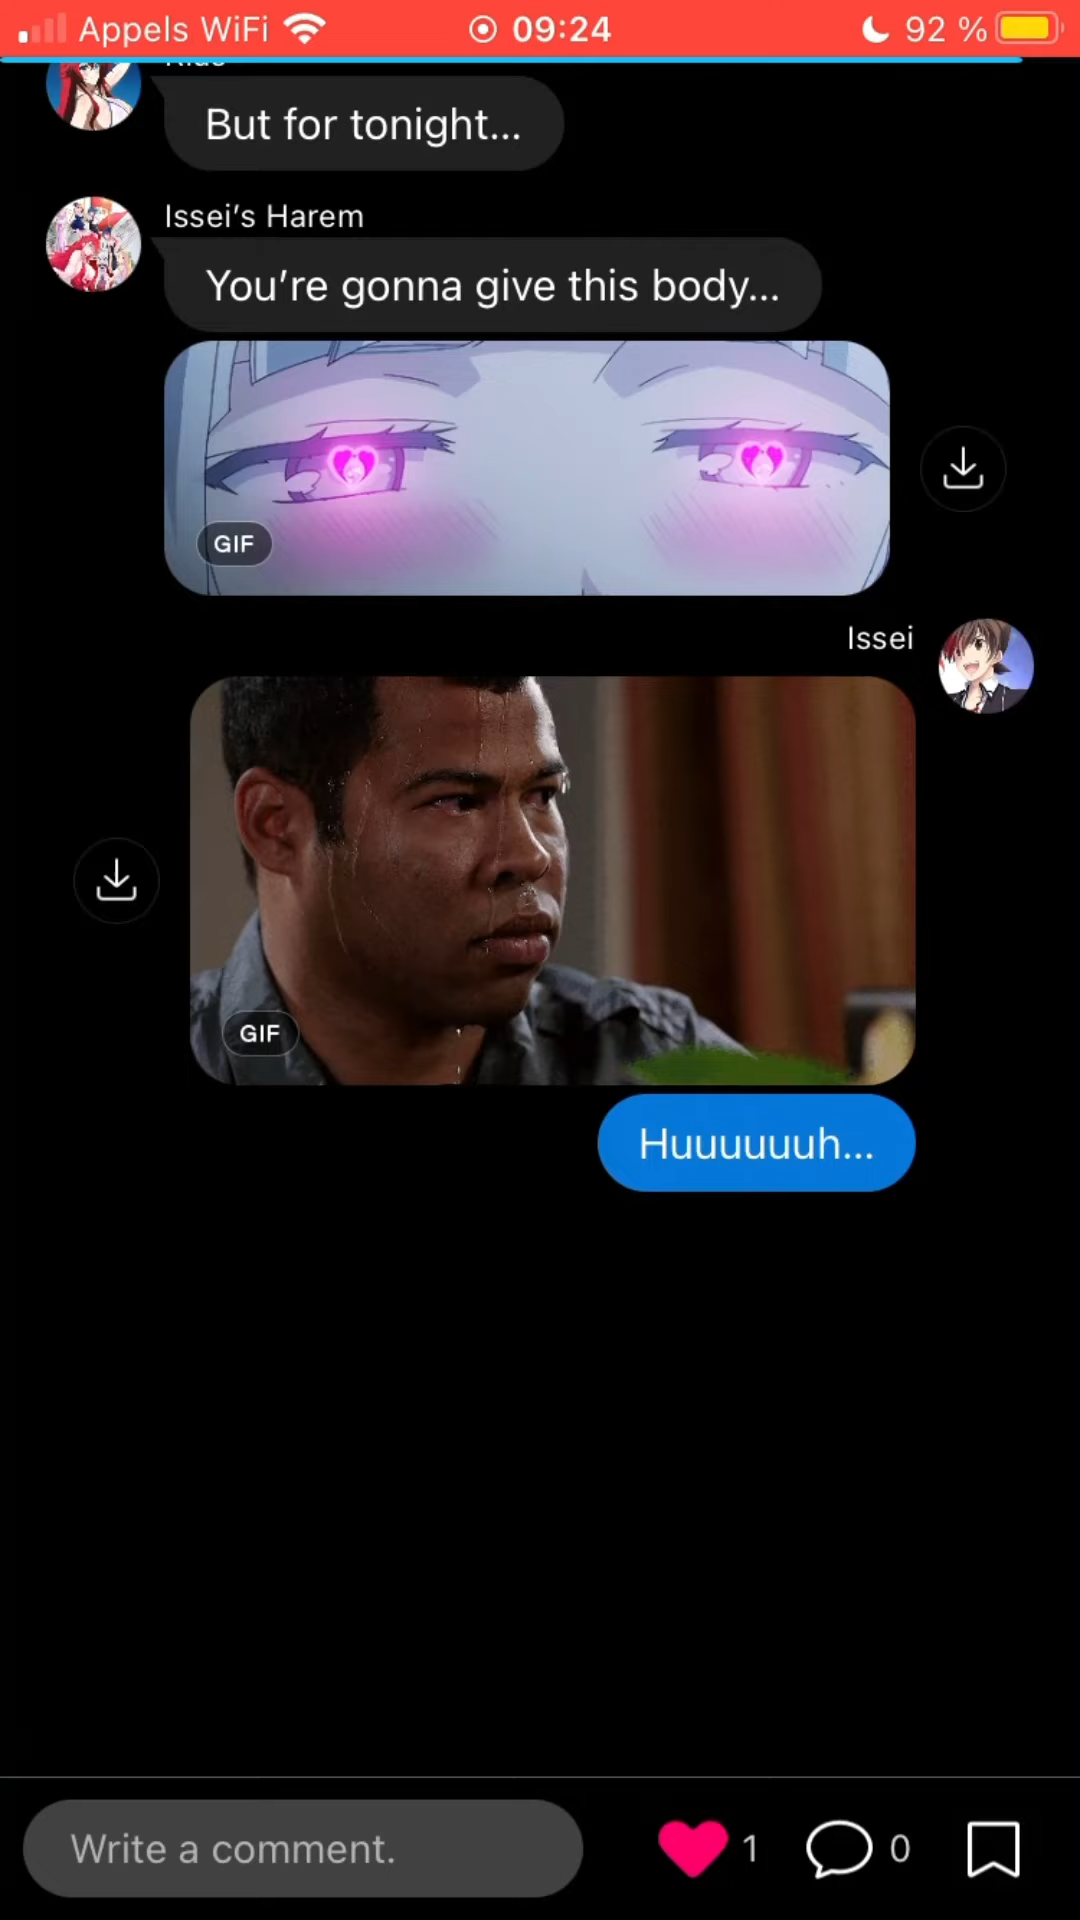 Appels WiFi 09:24 92 %
But for tonight...
Issei's Harem
You're gonna give this body...
GIF
Issei
GIF
Huuuuuuh...
Write a comment. 1 0